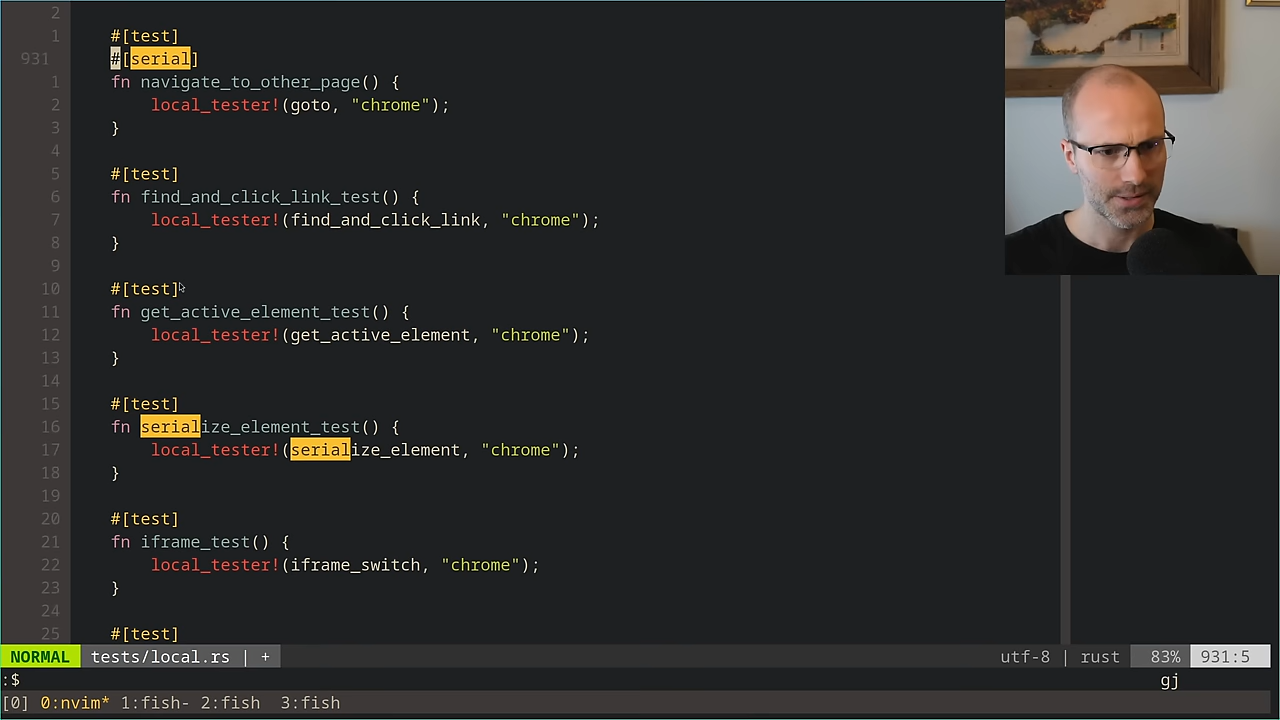 2
1 #[test]
931 #[serial]
1 fn navigate_to_other_page() {
2 local_tester!(goto, "chrome");
3 }
4
5 #[test]
6 fn find_and_click_link_test() {
7 local_tester!(find_and_click_link, "chrome");
8 }
9
10 #[test]
11 fn get_active_element_test() {
12 local_tester!(get_active_element, "chrome");
13 }
14
15 #[test]
16 fn serialize_element_test() {
17 local_tester!(serialize_element, "chrome");
18 }
19
20 #[test]
21 fn iframe_test() {
22 local_tester!(iframe_switch, "chrome");
23 }
24
25 #[test]
NORMAL tests/local.rs | + utf-8 | rust 83% 931:5
:$ gj
[0] 0:nvim* 1:fish- 2:fish 3:fish